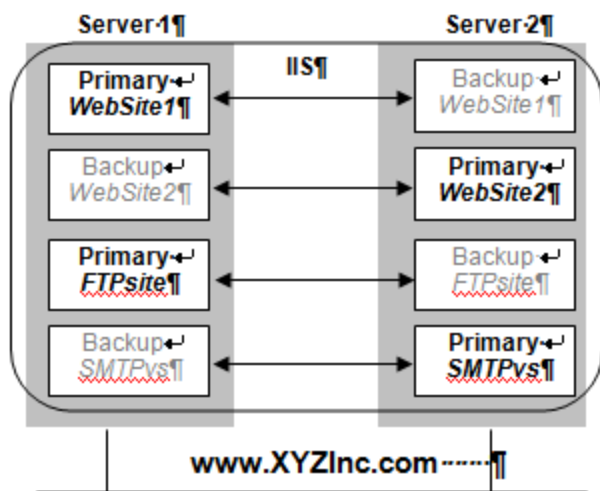 Server·1¶ Server·2¶
IIS¶
Primary·↵ Backup·↵
WebSite1¶ WebSite1¶
Backup↵ Primary·↵
WebSite2¶ WebSite2¶
Primary·↵ Backup·↵
FTPsite¶ FTPsite¶
Backup↵ Primary·↵
SMTPvs¶ SMTPvs¶
www.XYZInc.com·······¶